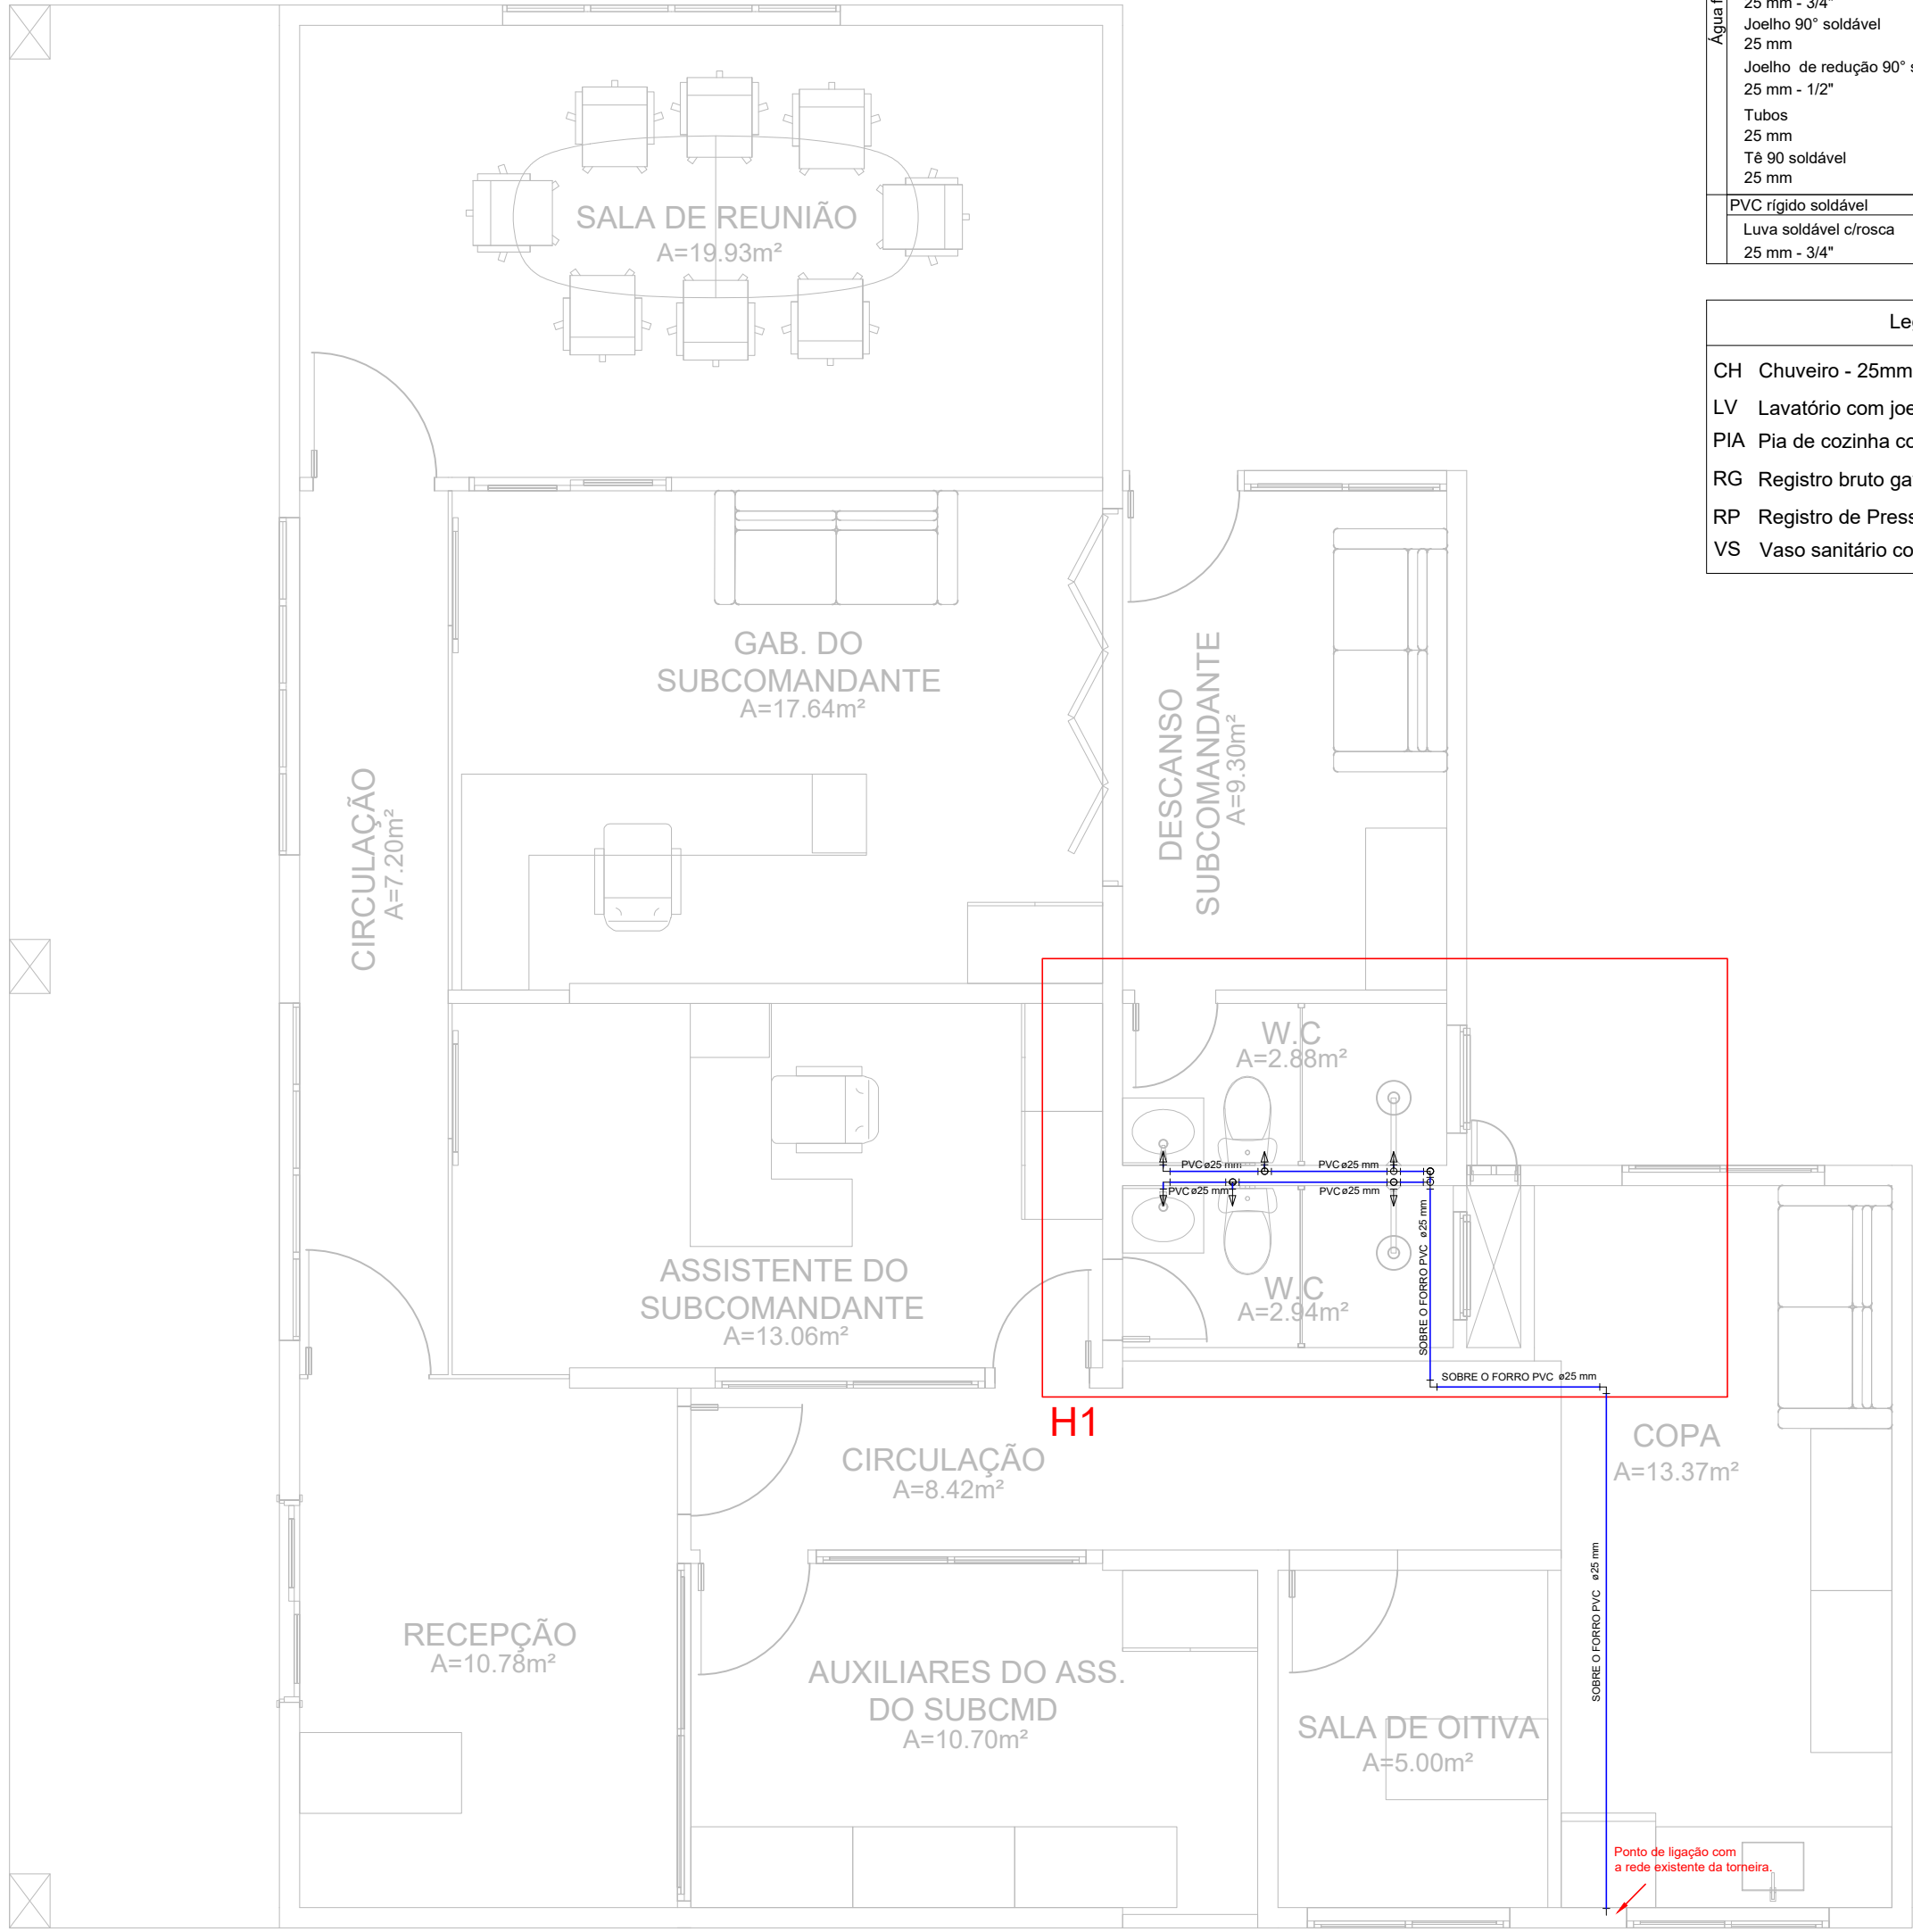 25 mm - 3/4"
Joelho 90° soldável
25 mm
Joelho de redução 90°
25 mm - 1/2"
Tubos
25 mm
Tê 90 soldável
25 mm
PVC rígido soldável
Luva soldável c/rosca
25 mm - 3/4"
CH Chuveiro - 25mm
LV Lavatório com
PIA Pia de cozinha
RG Registro bruto
RP Registro de
VS Vaso sanitário
SALA DE REUNIÃO
A=19.93m²
GAB. DO
SUBCOMANDANTE
A=17.64m²
DESCANSO
SUBCOMANDANTE
A=9.30m²
CIRCULAÇÃO
A=7.20m²
W.C
A=2.88m²
PVC ø25 mm
PVC ø25 mm
PVC ø25 mm
PVC ø25 mm
SOBRE O FORRO PVC ø25 mm
W.C
A=2.94m²
ASSISTENTE DO
SUBCOMANDANTE
A=13.06m²
SOBRE O FORRO PVC ø25 mm
H1
CIRCULAÇÃO
A=8.42m²
COPA
A=13.37m²
SOBRE O FORRO PVC ø25 mm
RECEPÇÃO
A=10.78m²
AUXILIARES DO ASS.
DO SUBCMD
A=10.70m²
SALA DE OITIVA
A=5.00m²
Ponto de ligação com
a rede existente da torneira.